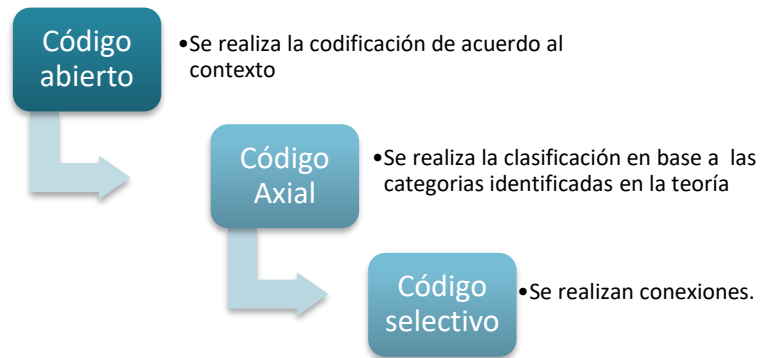 Código
abierto
•Se realiza la codificación de acuerdo al
contexto
Código
Axial
•Se realiza la clasificación en base a las
categorias identificadas en la teoría
Código
selectivo
•Se realizan conexiones.